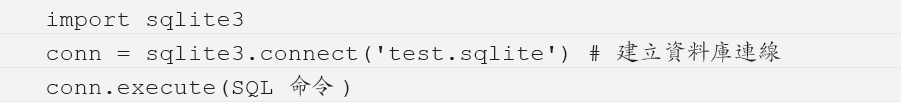 import sqlite3
conn = sqlite3.connect('test.sqlite') # 建立資料庫連線
conn.execute(SQL 命令)